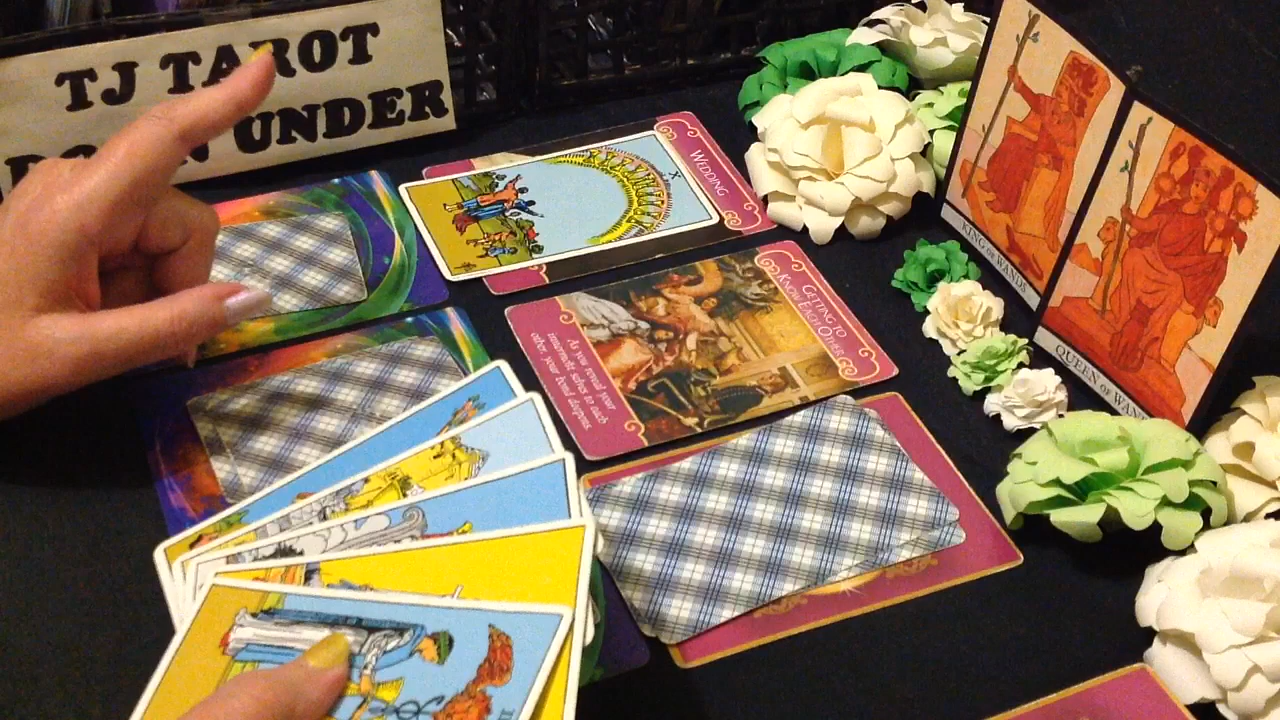 TJ TAROT
UNDER
WEDDING
X
GETTING TO
KNOW EACH OTHER
As you reveal your
innermost selves to each
other, your bond deepens.
KING OF WANDS
QUEEN OF WAND